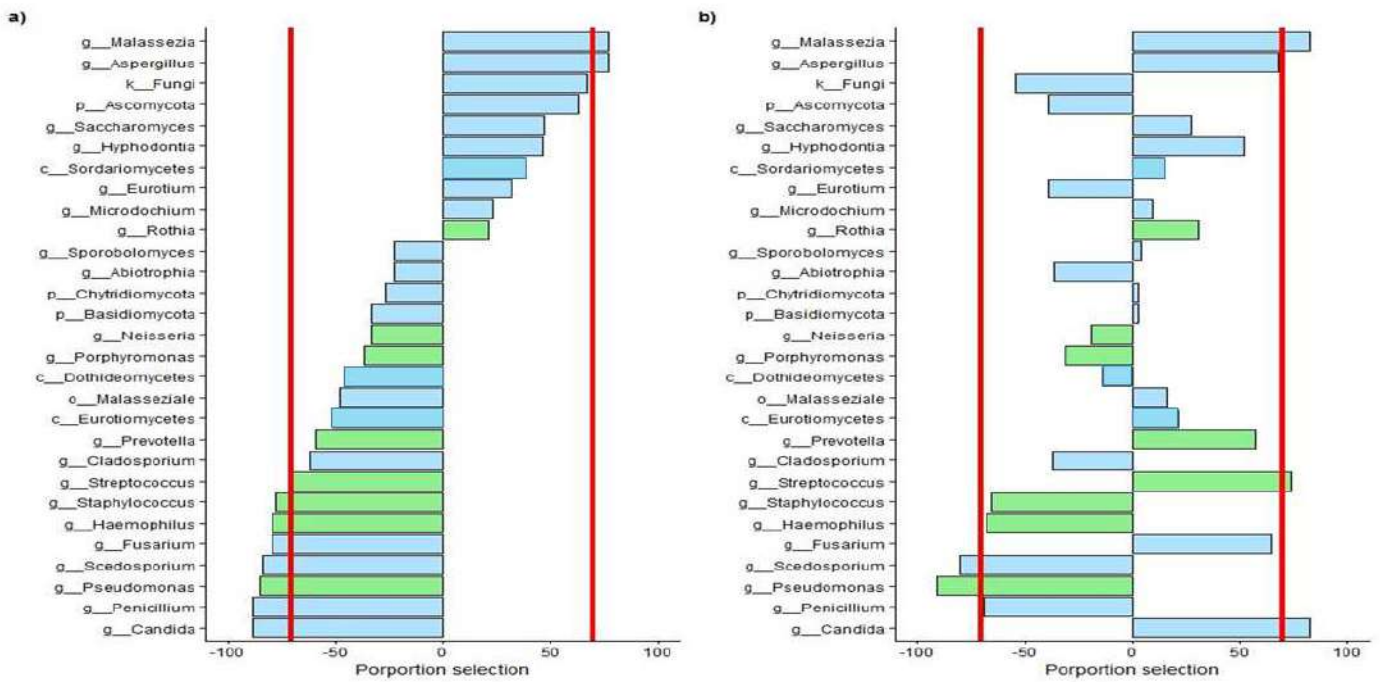 a)
g__Malassezia
g__Aspergillus
k__Fungi
p__Ascomycota
g__Saccharomyces
g__Hyphodontia
c__Sordariomycetes
g__Eurotium
g__Microdochium
g__Rothia
g__Sporobolomyces
g__Abiotrophia
p__Chytridiomycota
p__Basidiomycota
g__Neisseria
g__Porphyromonas
c__Dothideomycetes
o__Malasseziale
c__Eurotiomycetes
g__Prevotella
g__Cladosporium
g__Streptococcus
g__Staphylococcus
g__Haemophilus
g__Fusarium
g__Scedosporium
g__Pseudomonas
g__Penicillium
g__Candida
-100 -50 0 50 100
Porportion selection
b)
g__Malassezia
g__Aspergillus
k__Fungi
p__Ascomycota
g__Saccharomyces
g__Hyphodontia
c__Sordariomycetes
g__Eurotium
g__Microdochium
g__Rothia
g__Sporobolomyces
g__Abiotrophia
p__Chytridiomycota
p__Basidiomycota
g__Neisseria
g__Porphyromonas
c__Dothideomycetes
o__Malasseziale
c__Eurotiomycetes
g__Prevotella
g__Cladosporium
g__Streptococcus
g__Staphylococcus
g__Haemophilus
g__Fusarium
g__Scedosporium
g__Pseudomonas
g__Penicillium
g__Candida
-100 -50 0 50 100
Porportion selection